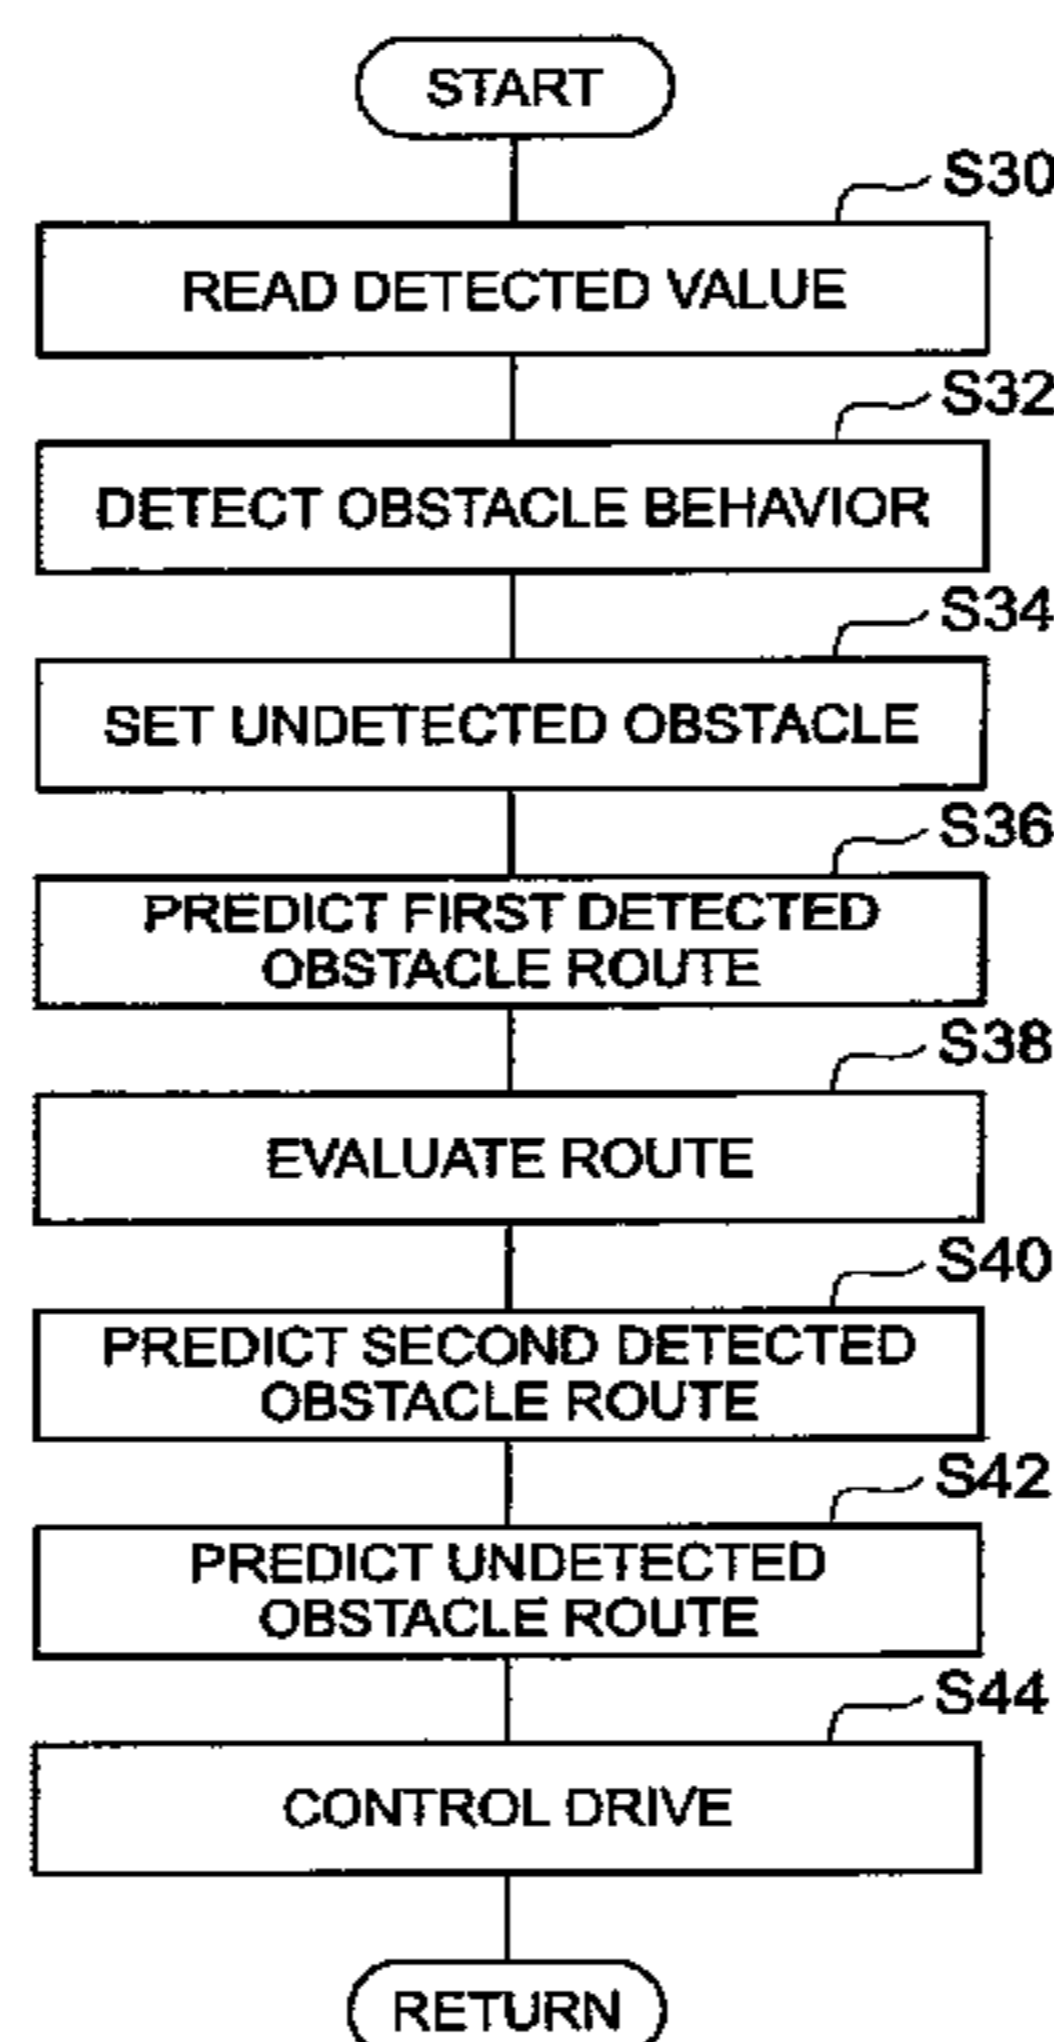 START
S30
READ DETECTED VALUE
S32
DETECT OBSTACLE BEHAVIOR
S34
SET UNDETECTED OBSTACLE
S36
PREDICT FIRST DETECTED
OBSTACLE ROUTE
S38
EVALUATE ROUTE
S40
PREDICT SECOND DETECTED
OBSTACLE ROUTE
S42
PREDICT UNDETECTED
OBSTACLE ROUTE
S44
CONTROL DRIVE
RETURN